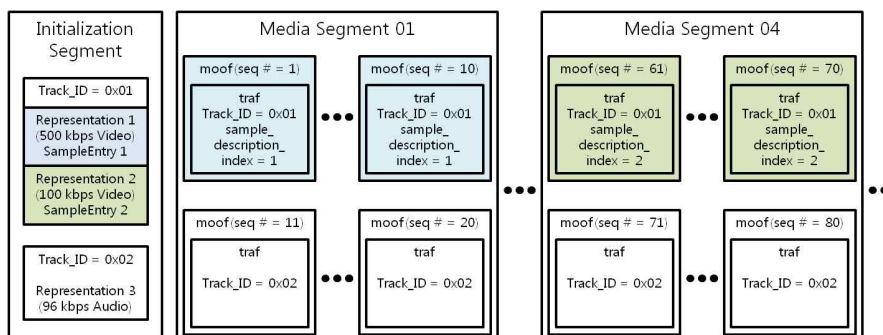 Initialization
Segment
Track_ID = 0x01
Representation 1
(500 kbps Video)
SampleEntry 1
Representation 2
(100 kbps Video)
SampleEntry 2
Track_ID = 0x02
Representation 3
(96 kbps Audio)
Media Segment 01
moof(seq # = 1)
traf
Track_ID = 0x01
sample_
description_
index = 1
moof(seq # = 10)
traf
Track_ID = 0x01
sample_
description_
index = 1
moof(seq # = 11)
traf
Track_ID = 0x02
moof(seq # = 20)
traf
Track_ID = 0x02
Media Segment 04
moof(seq # = 61)
traf
Track_ID = 0x01
sample_
description_
index = 2
moof(seq # = 70)
traf
Track_ID = 0x01
sample_
description_
index = 2
moof(seq # = 71)
traf
Track_ID = 0x02
moof(seq # = 80)
traf
Track_ID = 0x02